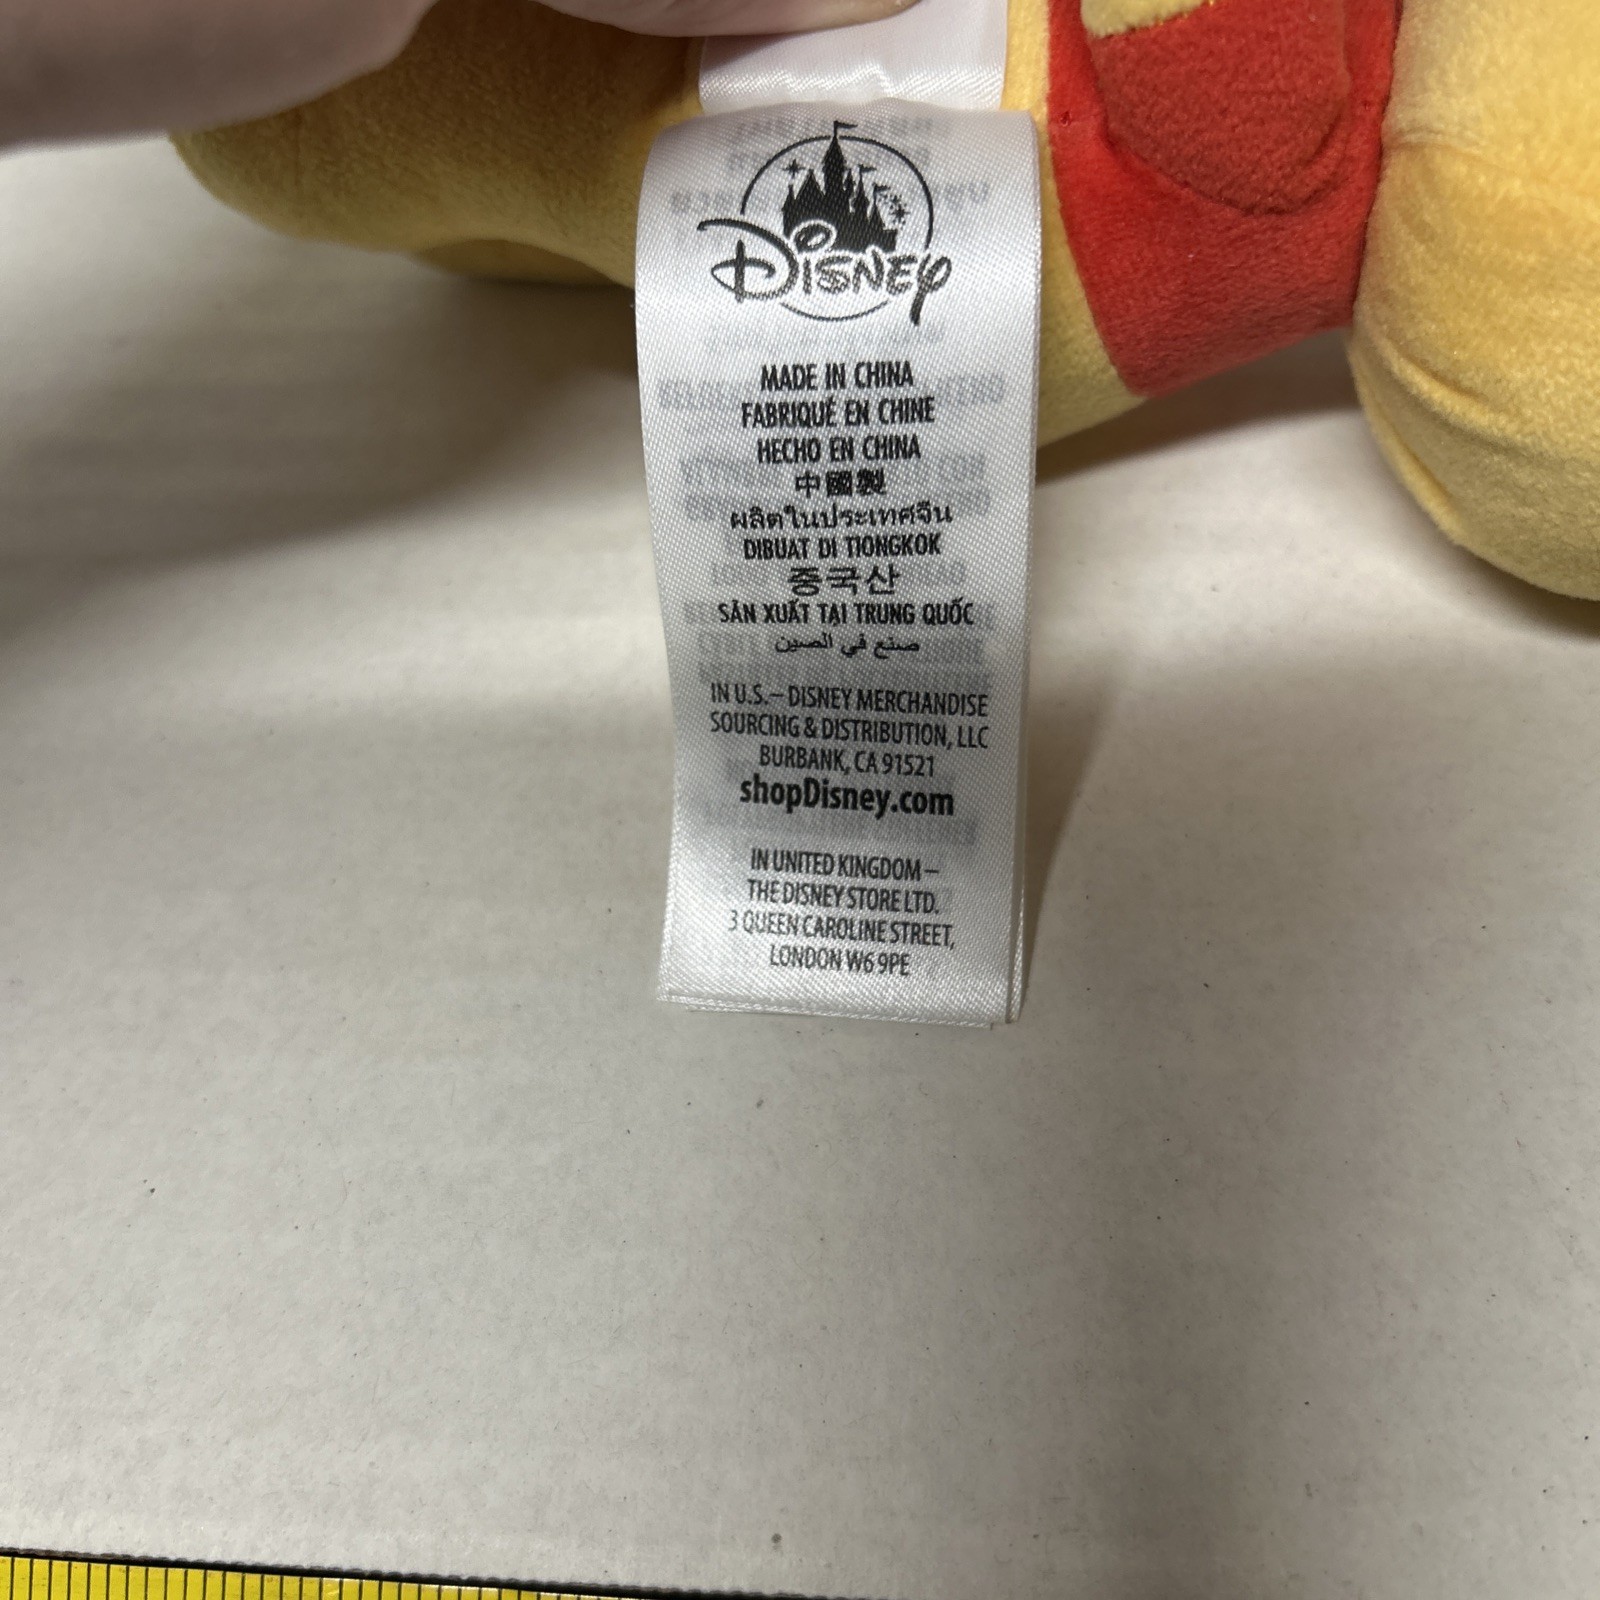 Disney
MADE IN CHINA
FABRIQUÉ EN CHINE
HECHO EN CHINA
中國製
ผลิตในประเทศจีน
DIBUAT DI TIONGKOK
중국산
SẢN XUẤT TẠI TRUNG QUỐC
صنع في الصين
IN U.S. – DISNEY MERCHANDISE
SOURCING & DISTRIBUTION, LLC
BURBANK, CA 91521
shopDisney.com
IN UNITED KINGDOM –
THE DISNEY STORE LTD.
3 QUEEN CAROLINE STREET,
LONDON W6 9PE